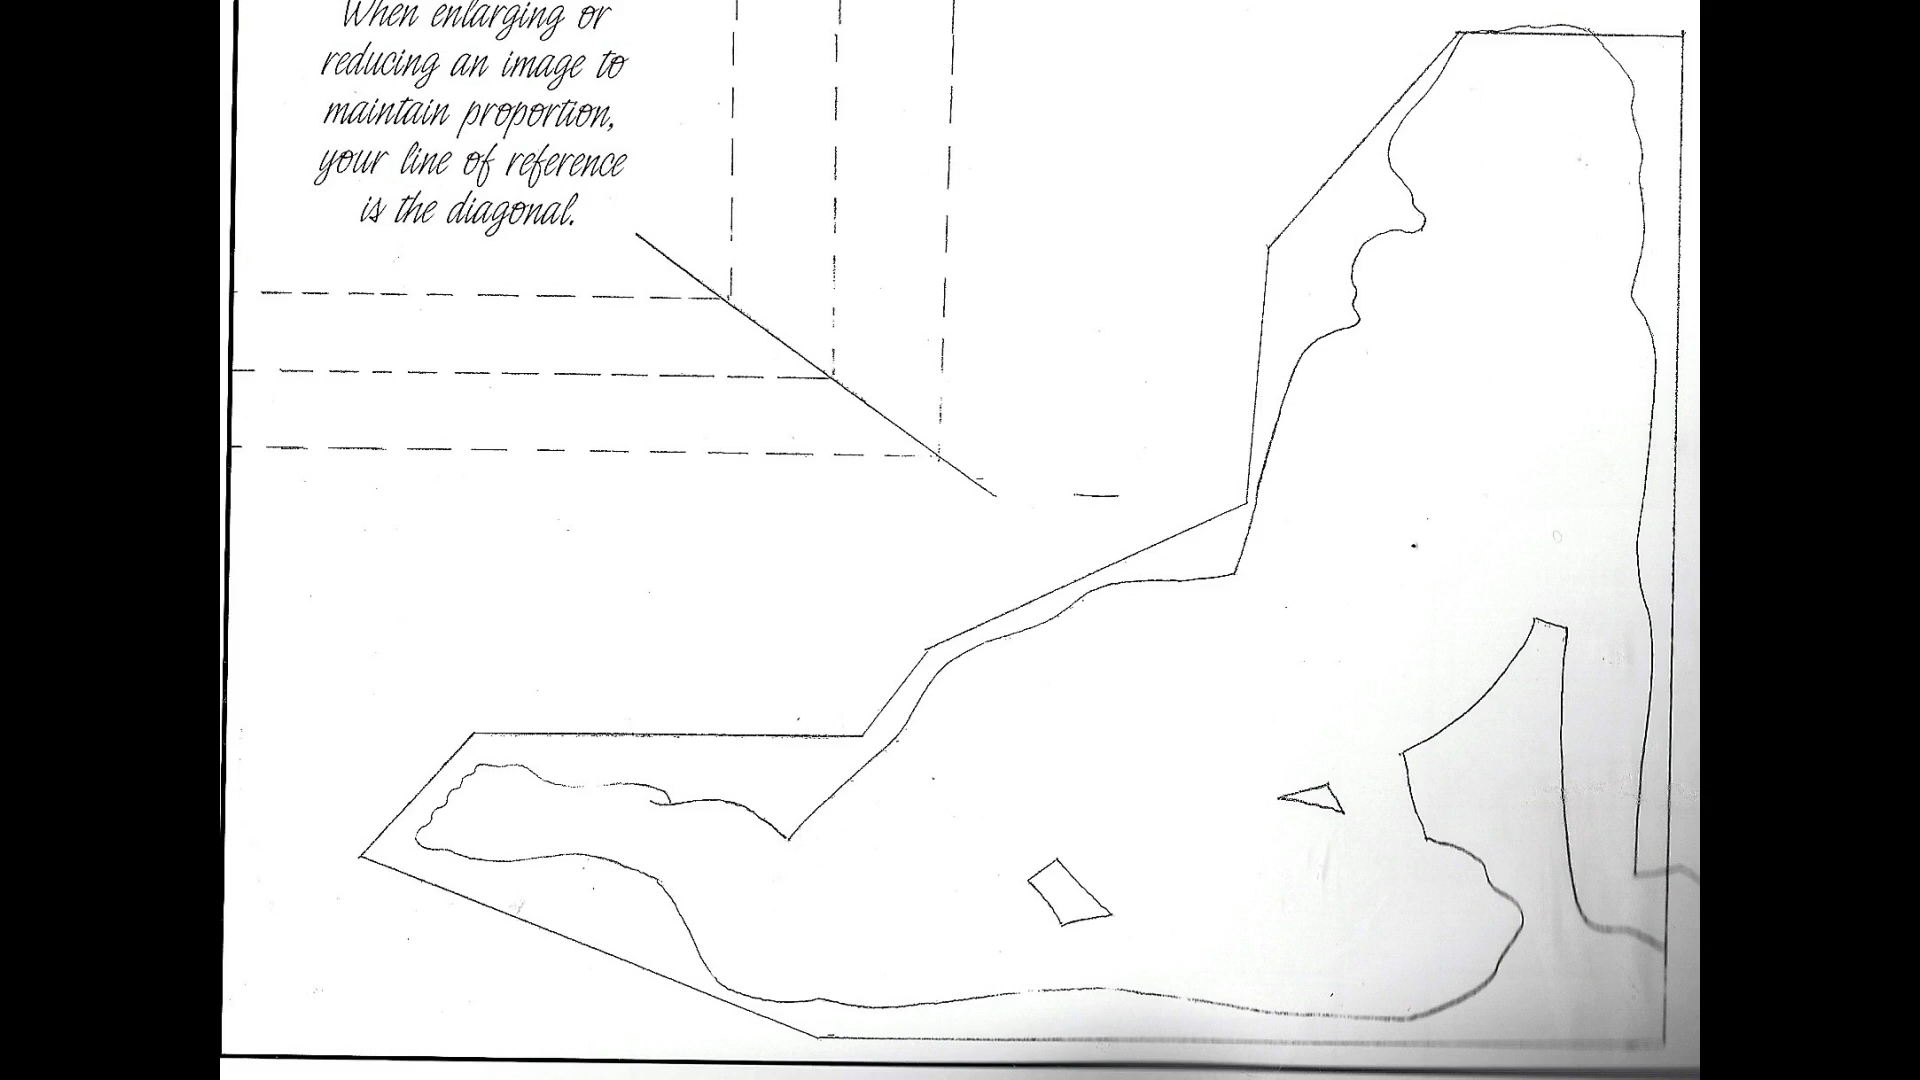 When enlarging or
reducing an image to
maintain proportion,
your line of reference
is the diagonal.